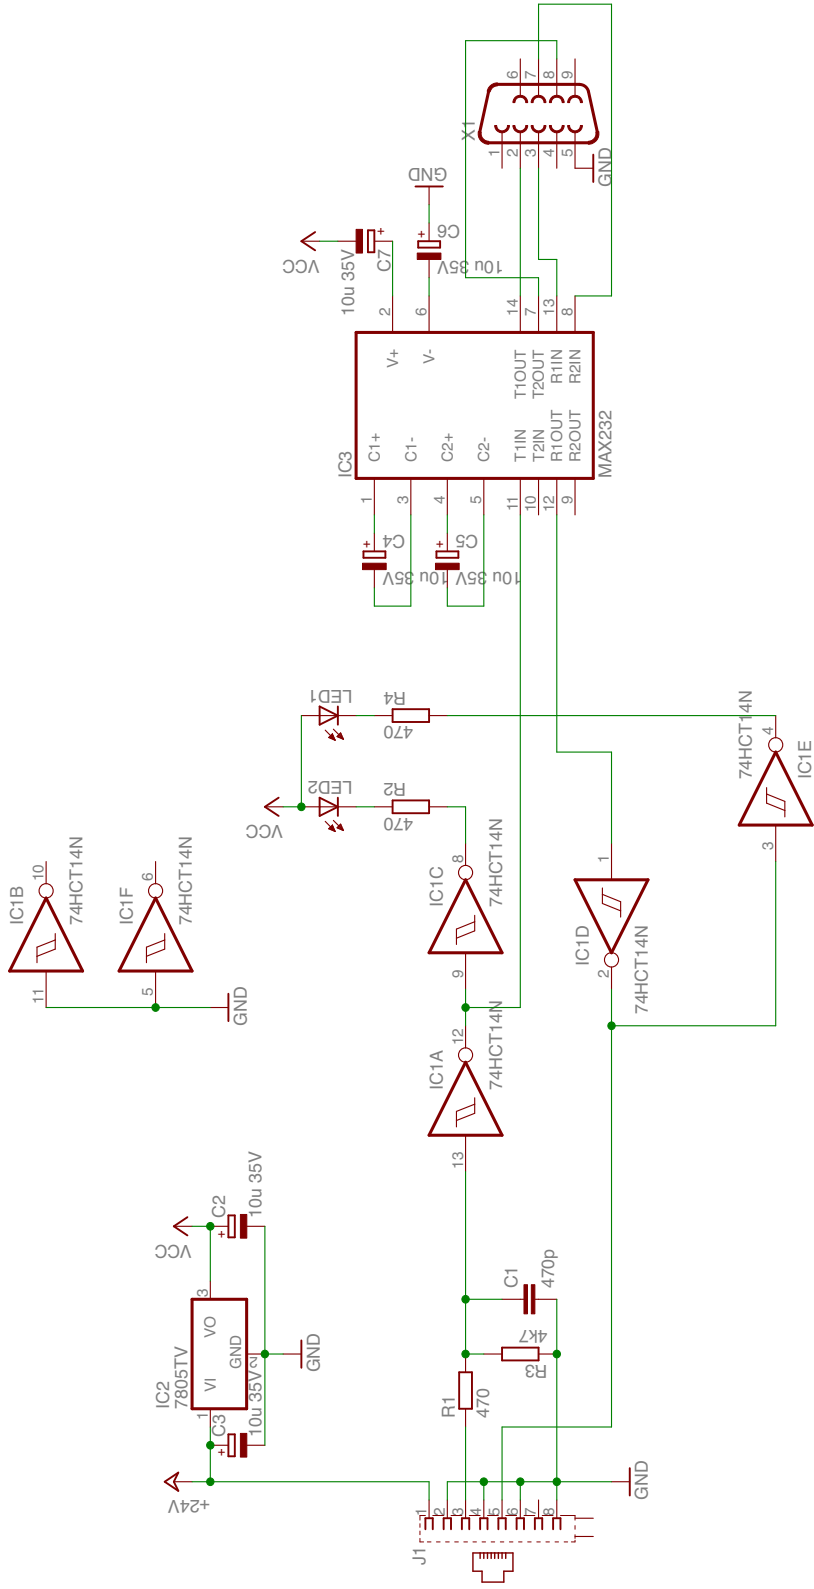 6
7
8
9
X1
1
2
3
4
5
GND
GND
VCC
10u 35V
+
C7
+
C6
10u 35V
2
6
14
7
13
8
V+
V-
T1OUT
T2OUT
R1IN
R2IN
IC3
C1+
C1-
C2+
C2-
T1IN
T2IN
R1OUT
R2OUT
MAX232
1
3
4
5
11
10
12
9
+
C4
10u 35V
+
C5
10u 35V
LED1
R4
470
VCC
LED2
R2
470
74HCT14N
4
IC1E
3
IC1B
10
74HCT14N
11
IC1F
6
74HCT14N
5
GND
IC1C
8
74HCT14N
9
1
IC1D
2
74HCT14N
IC1A
12
74HCT14N
13
VCC
C2
+
10u 35V
IC2
7805TV
3
VO
GND
VI
1
2
GND
C3
+
10u 35V
+24V
C1
470p
R3
4k7
R1
470
GND
J1
1
2
3
4
5
6
7
8